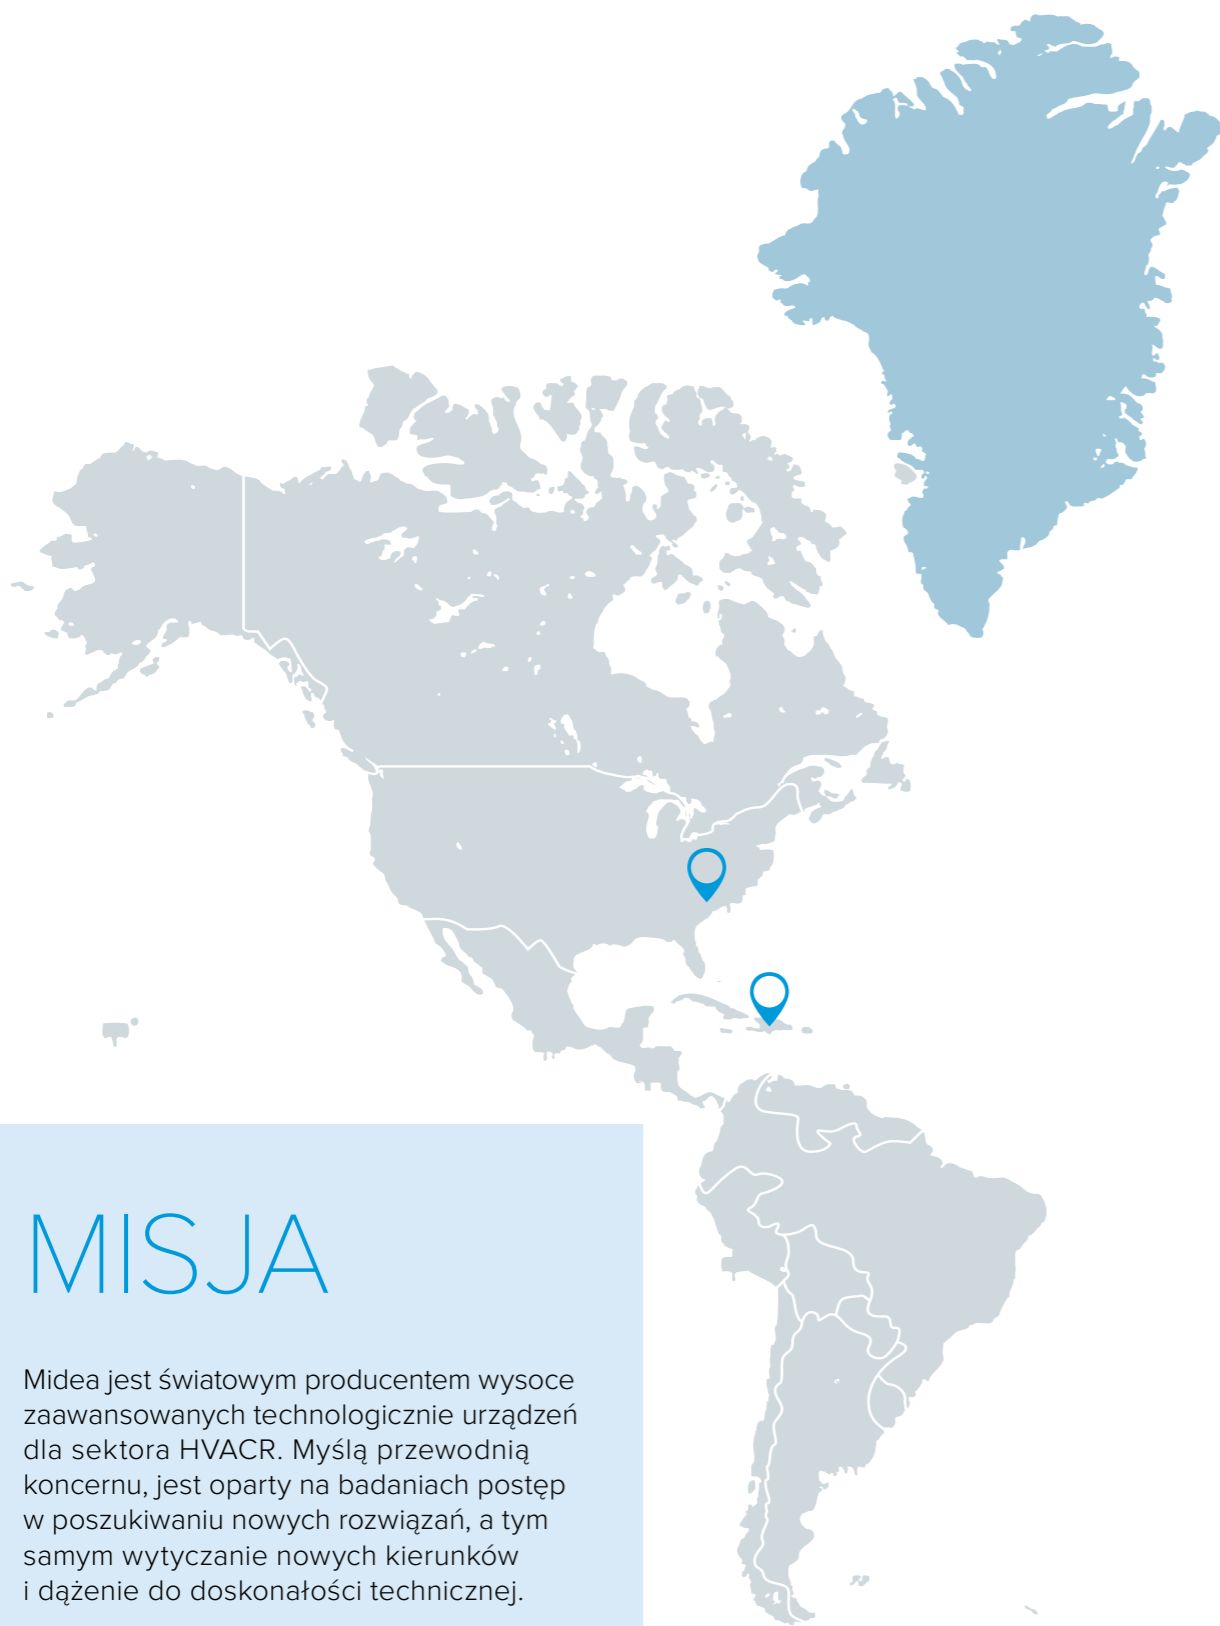 MISJA
Midea jest światowym producentem wysoce
zaawansowanych technologicznie urządzeń
dla sektora HVACR. Myślą przewodnią
koncernu, jest oparty na badaniach postęp
w poszukiwaniu nowych rozwiązań, a tym
samym wytyczanie nowych kierunków
i dążenie do doskonałości technicznej.